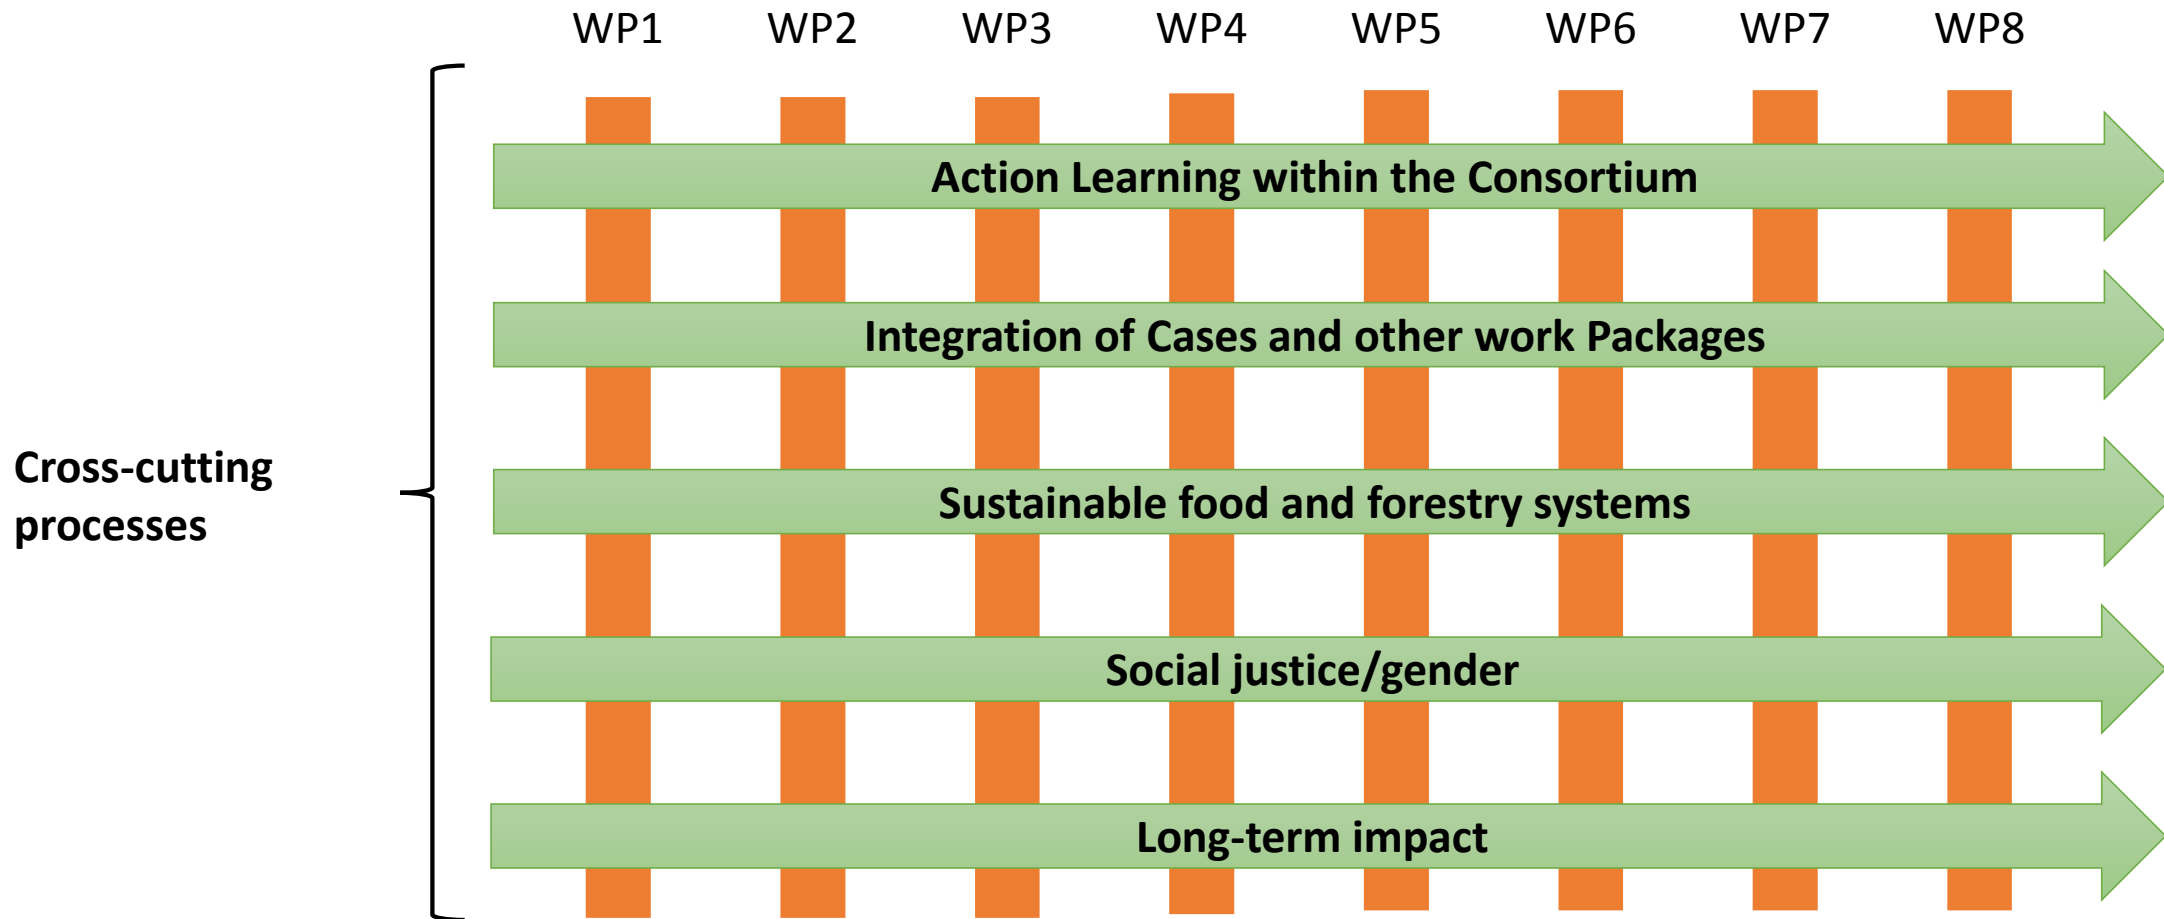 WP1 WP2 WP3 WP4 WP5 WP6 WP7 WP8
Action Learning within the Consortium
Integration of Cases and other work Packages
Cross-cutting
processes
Sustainable food and forestry systems
Social justice/gender
Long-term impact